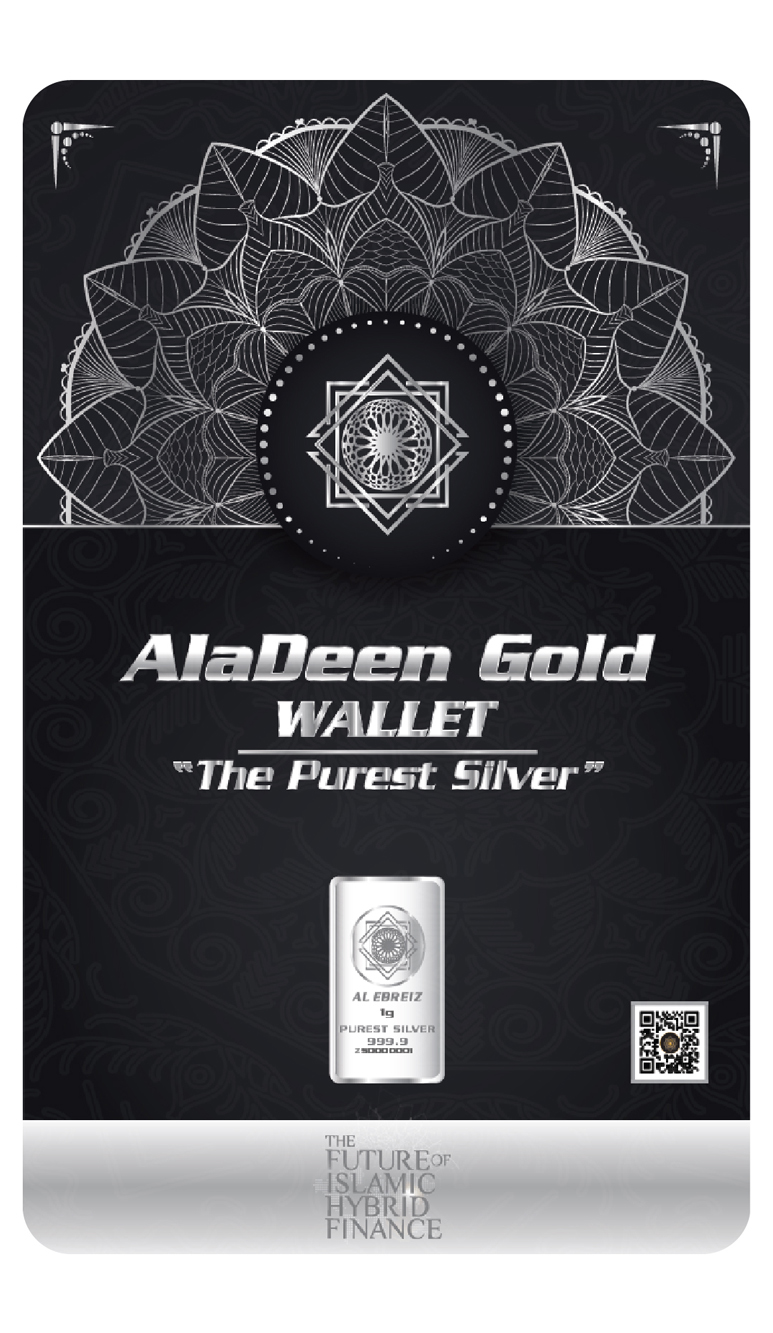 AlaDeen Gold
WALLET
“The Purest Silver”
AL EBREIZ
1g
PUREST SILVER
999.9
THE
FUTURE OF
ISLAMIC
HYBRID
FINANCE